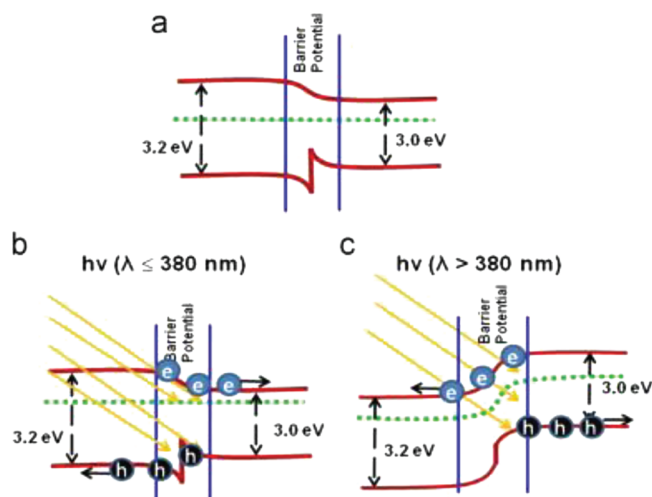 a
Barrier
Potential
3.2 eV
3.0 eV
b
hν (λ ≤ 380 nm)
Barrier
Potential
e
e
e
3.2 eV
3.0 eV
h
h
h
c
hν (λ > 380 nm)
Barrier
Potential
e
e
e
3.0 eV
h
h
h
3.2 eV